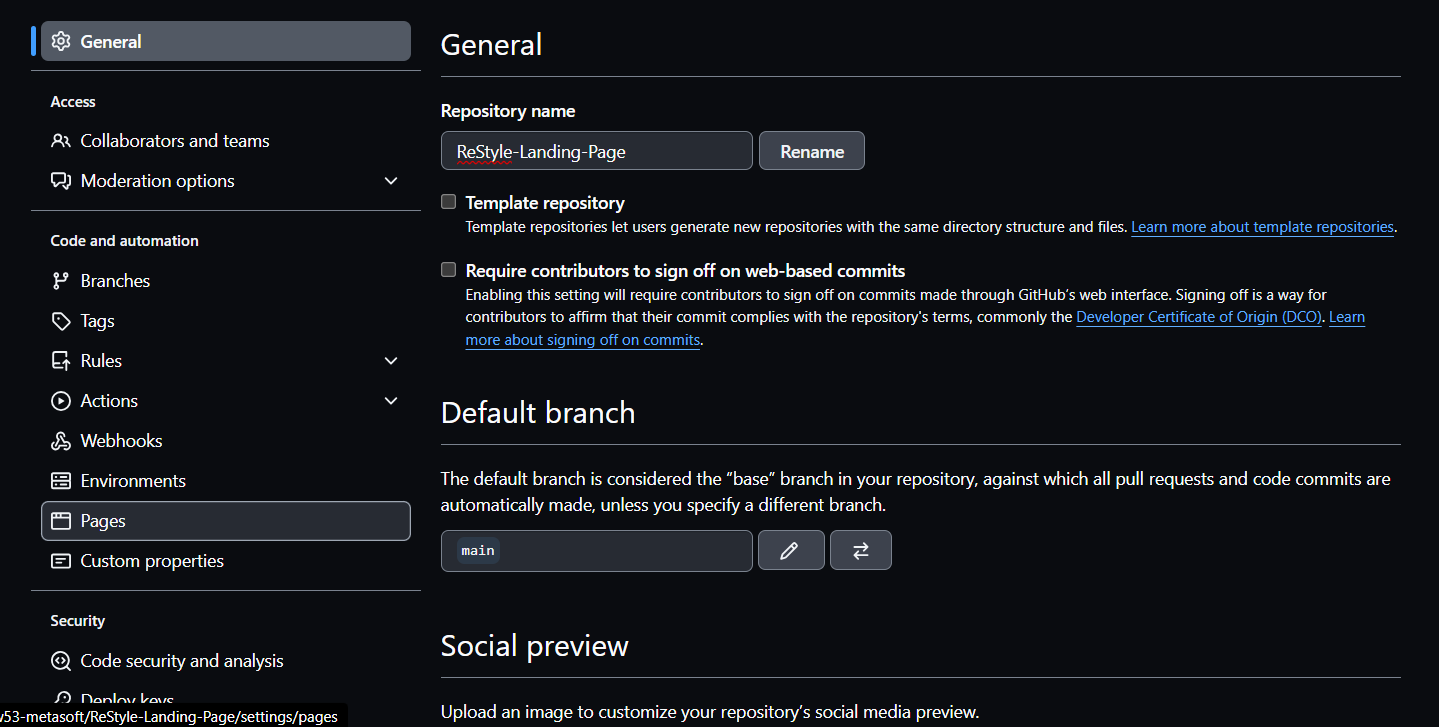 General
Access
Collaborators and teams
Moderation options
Code and automation
Branches
Tags
Rules
Actions
Webhooks
Environments
Pages
Custom properties
Security
Code security and analysis
Deploy keys
w53-metasoft/ReStyle-Landing-Page/settings/pages
General
Repository name
ReStyle-Landing-Page
Rename
Template repository
Template repositories let users generate new repositories with the same directory structure and files. Learn more about template repositories.
Require contributors to sign off on web-based commits
Enabling this setting will require contributors to sign off on commits made through GitHub's web interface. Signing off is a way for
contributors to affirm that their commit complies with the repository's terms, commonly the Developer Certificate of Origin (DCO). Learn
more about signing off on commits.
Default branch
The default branch is considered the “base” branch in your repository, against which all pull requests and code commits are
automatically made, unless you specify a different branch.
main
Social preview
Upload an image to customize your repository’s social media preview.